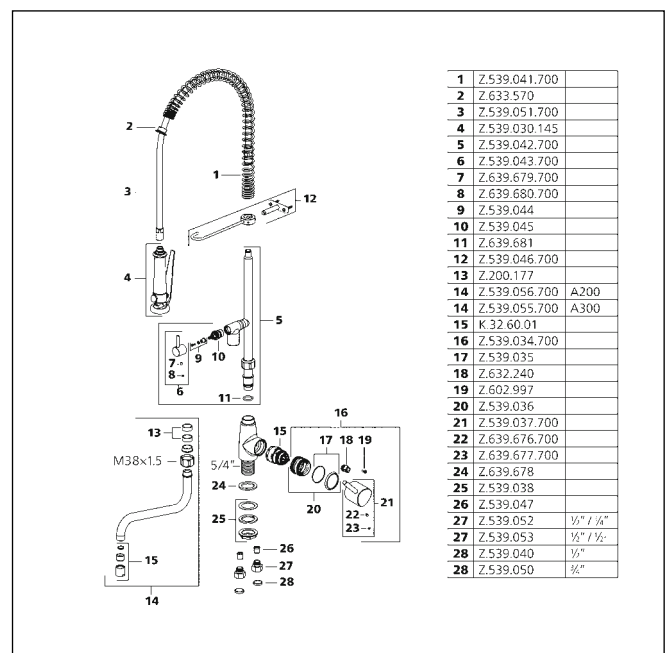 1 Z.539.041.700
2 Z.633.570
3 Z.539.051.700
4 Z.539.030.145
5 Z.539.042.700
6 Z.539.043.700
7 Z.639.679.700
8 Z.639.680.700
9 Z.539.044
10 Z.539.045
11 Z.639.681
12 Z.539.046.700
13 Z.200.177
14 Z.539.056.700 A200
14 Z.539.055.700 A300
15 K.32.60.01
16 Z.539.034.700
17 Z.539.035
18 Z.632.240
19 Z.602.997
20 Z.539.036
21 Z.539.037.700
22 Z.639.676.700
23 Z.639.677.700
24 Z.639.678
25 Z.539.038
26 Z.539.047
27 Z.539.052
27 Z.539.053
28 Z.539.040
28 Z.539.050 ¾"
2
1
3
12
4
5
7
9
10
8
6
11
16
13
15
17
18
19
M38x1.5
5/4"
24
21
20
25
22
23
15
26
27
28
14